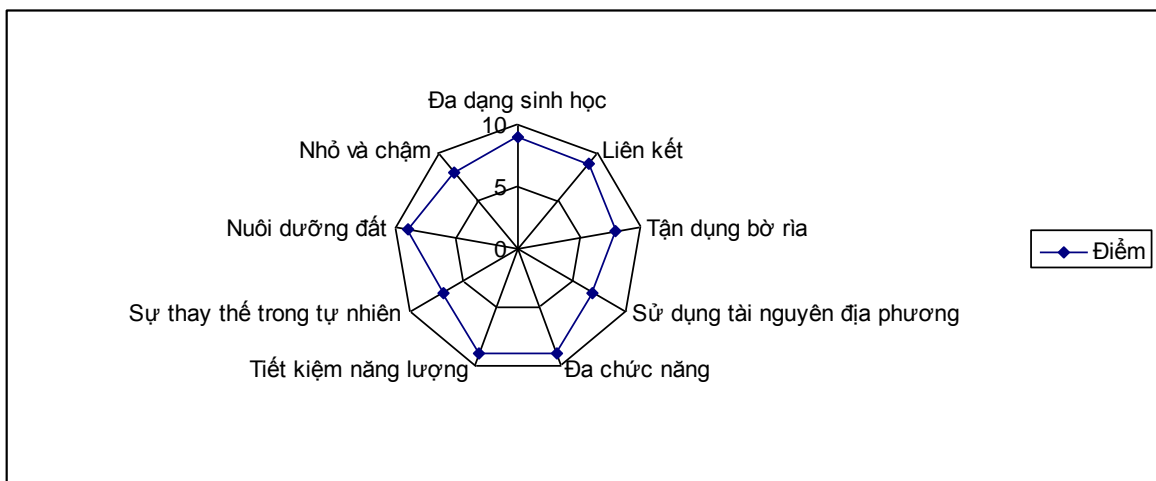 Đa dạng sinh học
10
Nhỏ và chậm
Liên kết
5
Nuôi dưỡng đất
Tận dụng bờ rìa
0
Điểm
Sự thay thế trong tự nhiên
Sử dụng tài nguyên địa phương
Tiết kiệm năng lượng
Đa chức năng